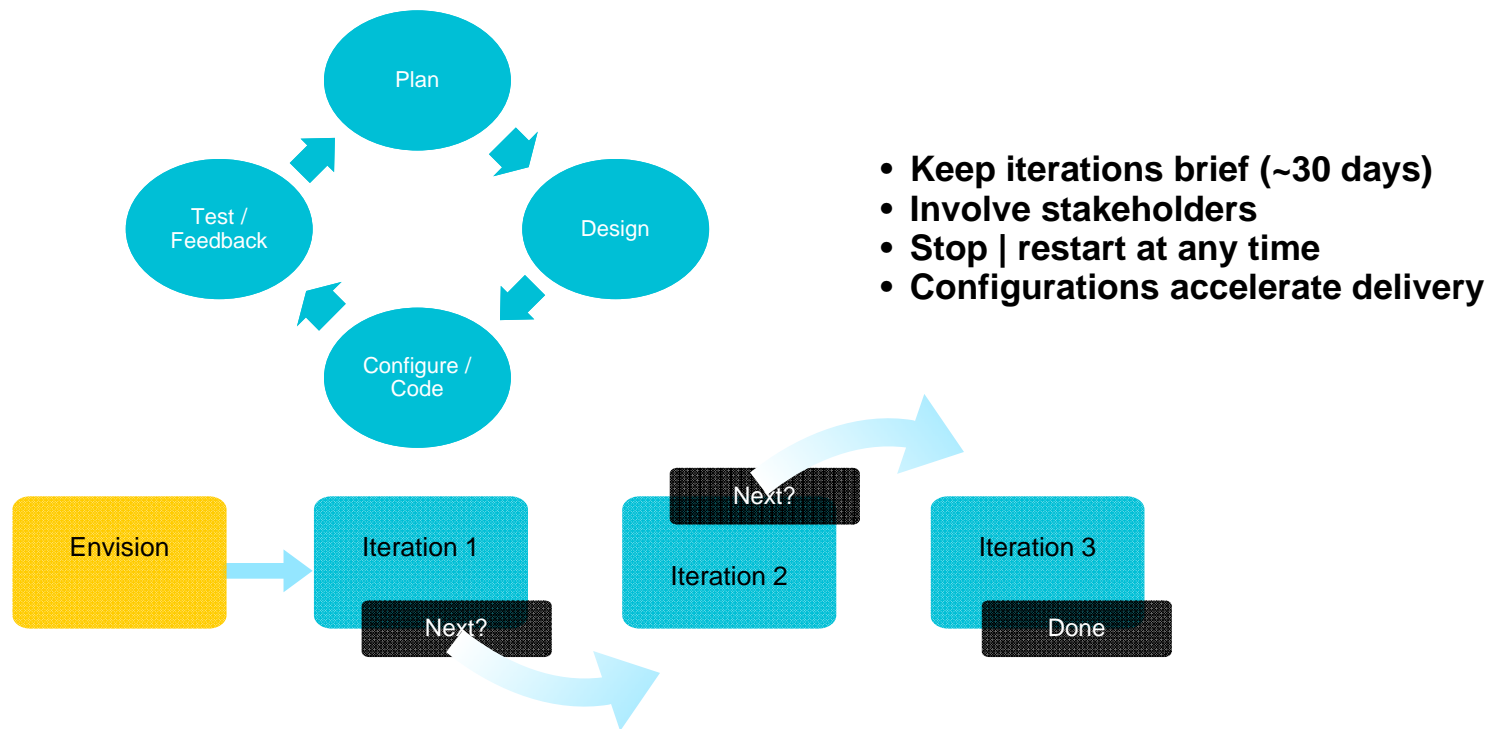 Plan
Test /
Feedback
Design
Configure /
Code
• Keep iterations brief (~30 days)
• Involve stakeholders
• Stop | restart at any time
• Configurations accelerate delivery
Envision
Iteration 1
Next?
Next?
Iteration 2
Iteration 3
Done